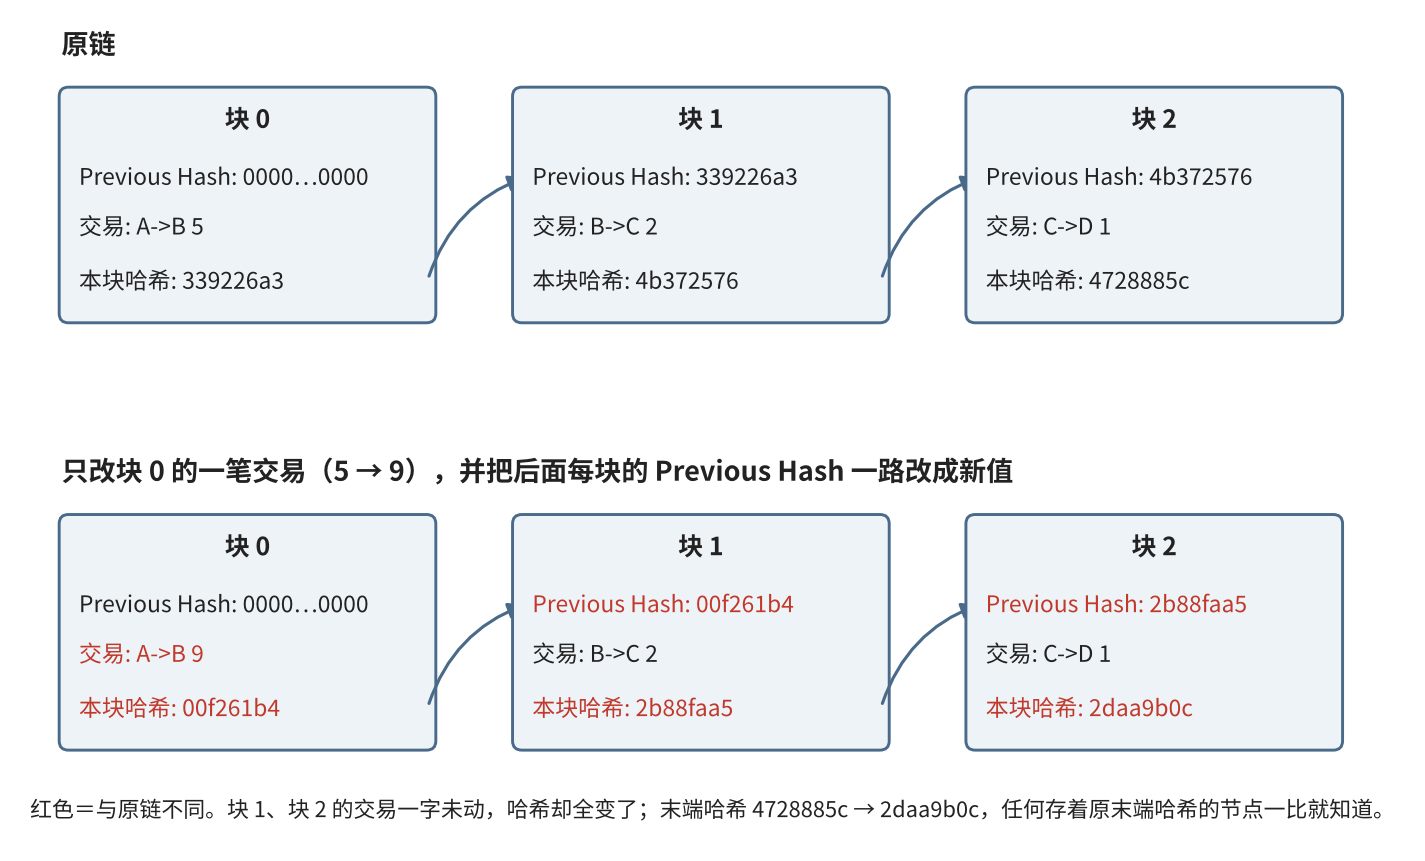 原链
块 0
Previous Hash: 0000…0000
交易: A->B 5
本块哈希: 339226a3
块 1
Previous Hash: 339226a3
交易: B->C 2
本块哈希: 4b372576
块 2
Previous Hash: 4b372576
交易: C->D 1
本块哈希: 4728885c
只改块 0 的一笔交易（5 → 9），并把后面每块的 Previous Hash 一路改成新值
块 0
Previous Hash: 0000…0000
交易: A->B 9
本块哈希: 00f261b4
块 1
Previous Hash: 00f261b4
交易: B->C 2
本块哈希: 2b88faa5
块 2
Previous Hash: 2b88faa5
交易: C->D 1
本块哈希: 2daa9b0c
红色＝与原链不同。块 1、块 2 的交易一字未动，哈希却全变了；末端哈希 4728885c → 2daa9b0c，任何存着原末端哈希的节点一比就知道。